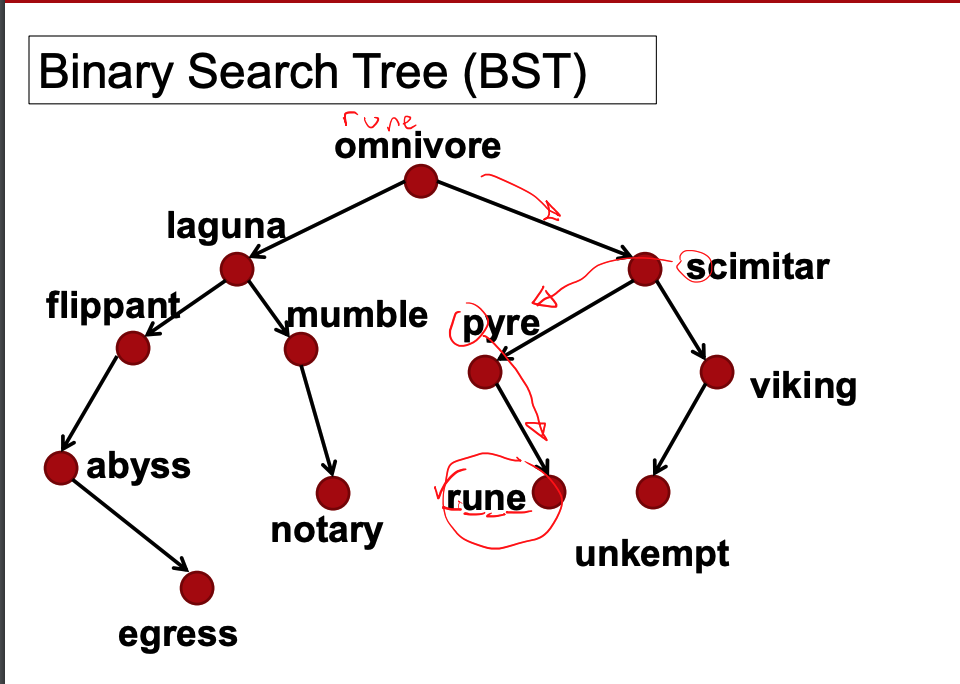 Binary Search Tree (BST)
rune
omnivore
laguna
scimitar
flippant
mumble
pyre
viking
abyss
rune
notary
unkempt
egress